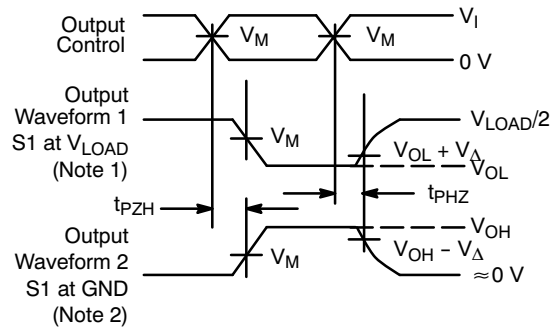 Output
Control
V_M
V_M
V_I
0 V
Output
Waveform 1
S1 at V_LOAD
(Note 1)
V_M
V_LOAD/2
V_OL + V_Δ
V_OL
t_PZH
t_PHZ
Output
Waveform 2
S1 at GND
(Note 2)
V_M
V_OH
V_OH – V_Δ
≈0 V